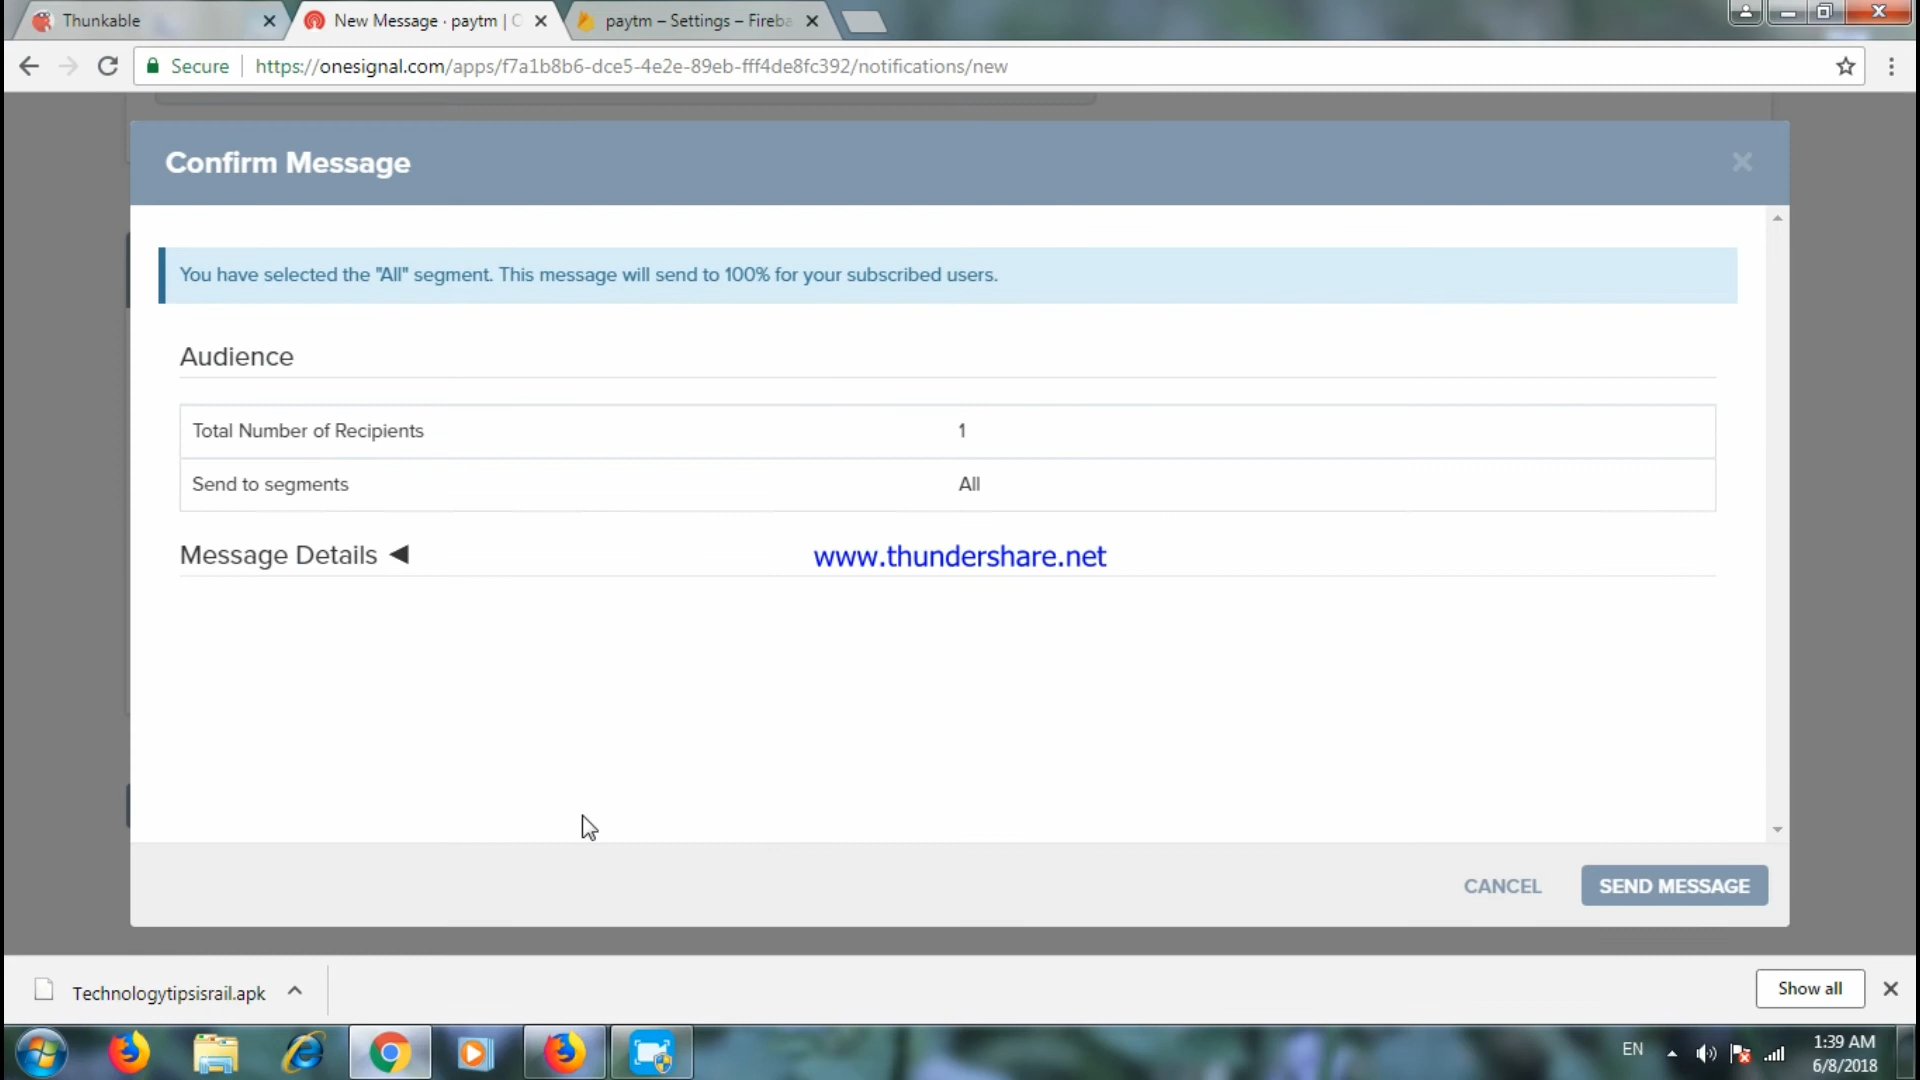 Thunkable
New Message · paytm | O
paytm – Settings – Fireba
Secure
https://onesignal.com/apps/f7a1b8b6-dce5-4e2e-89eb-fff4de8fc392/notifications/new
Confirm Message
You have selected the "All" segment. This message will send to 100% for your subscribed users.
Audience
Total Number of Recipients 1
Send to segments All
Message Details
www.thundershare.net
CANCEL
SEND MESSAGE
Technologytipsisrail.apk
Show all
EN
1:39 AM
6/8/2018